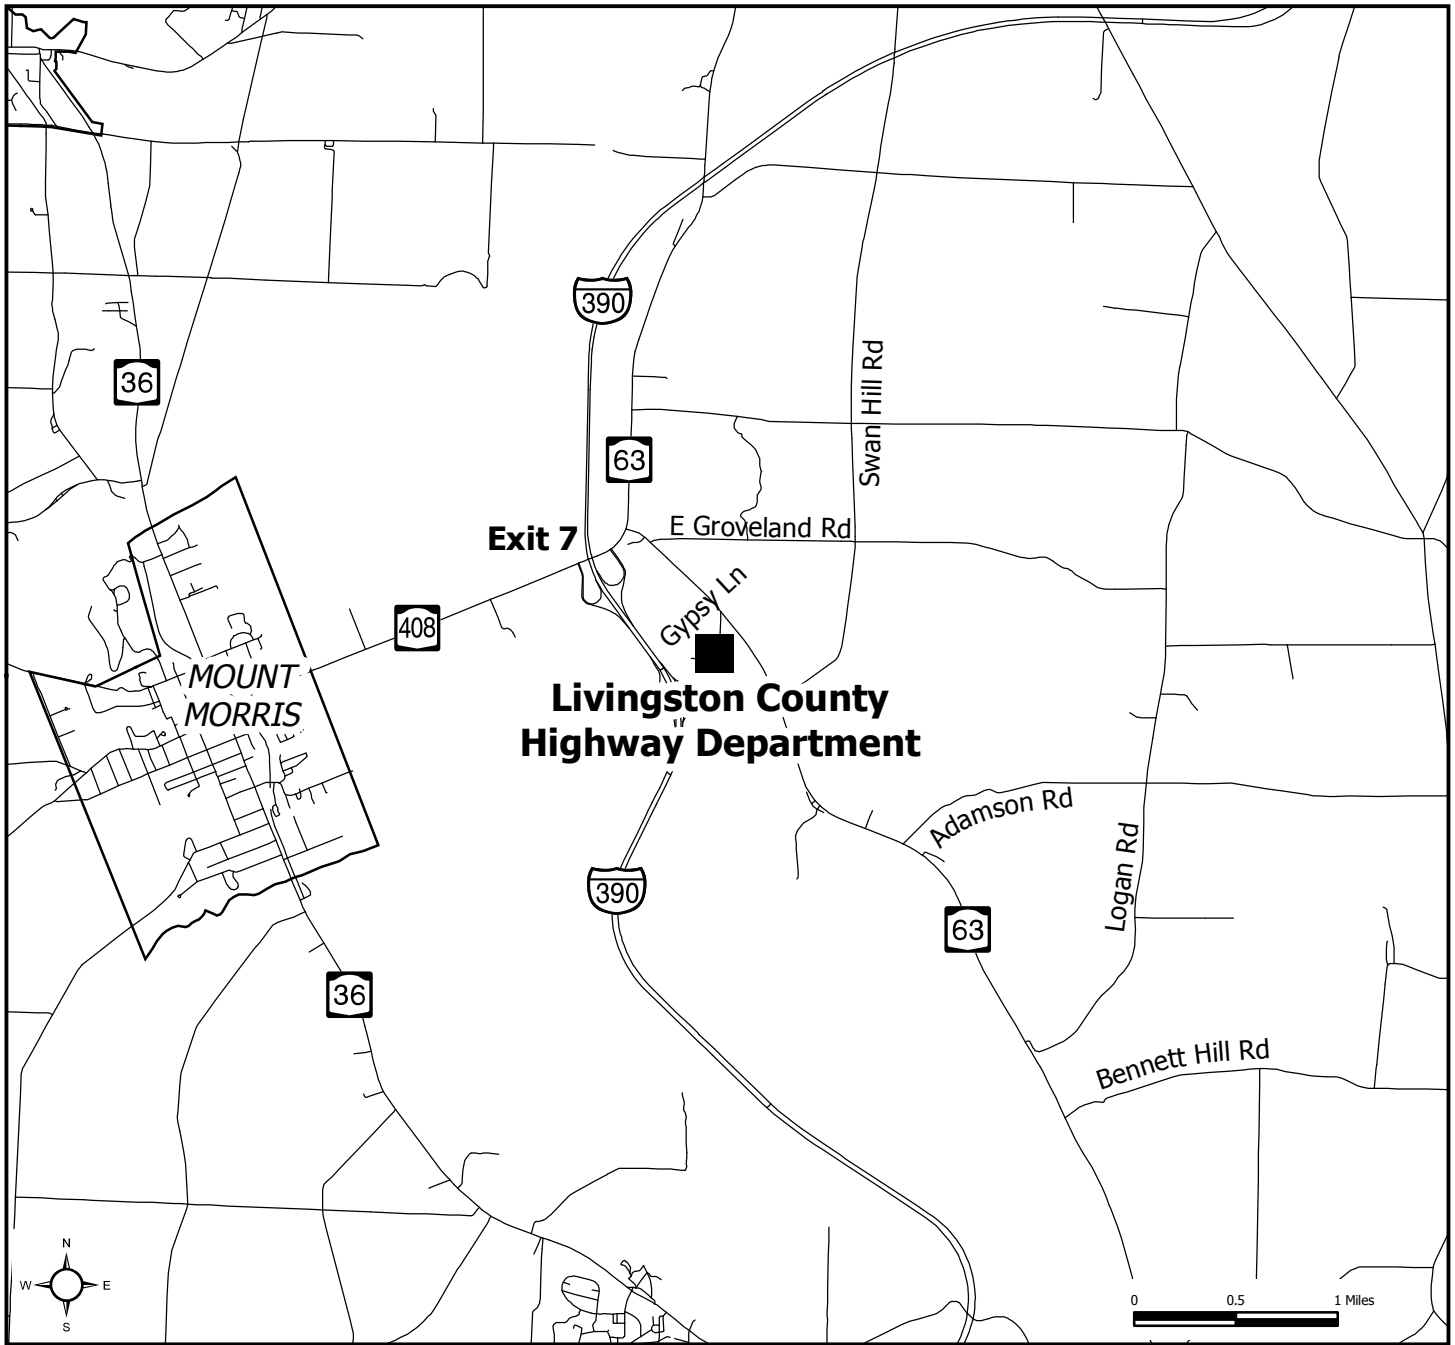 390
36
Swan Hill Rd
63
Exit 7
E Groveland Rd
Gypsy Ln
408
MOUNT
MORRIS
Livingston County
Highway Department
Adamson Rd
Logan Rd
390
63
36
Bennett Hill Rd
N
W E
S
0 0.5 1 Miles